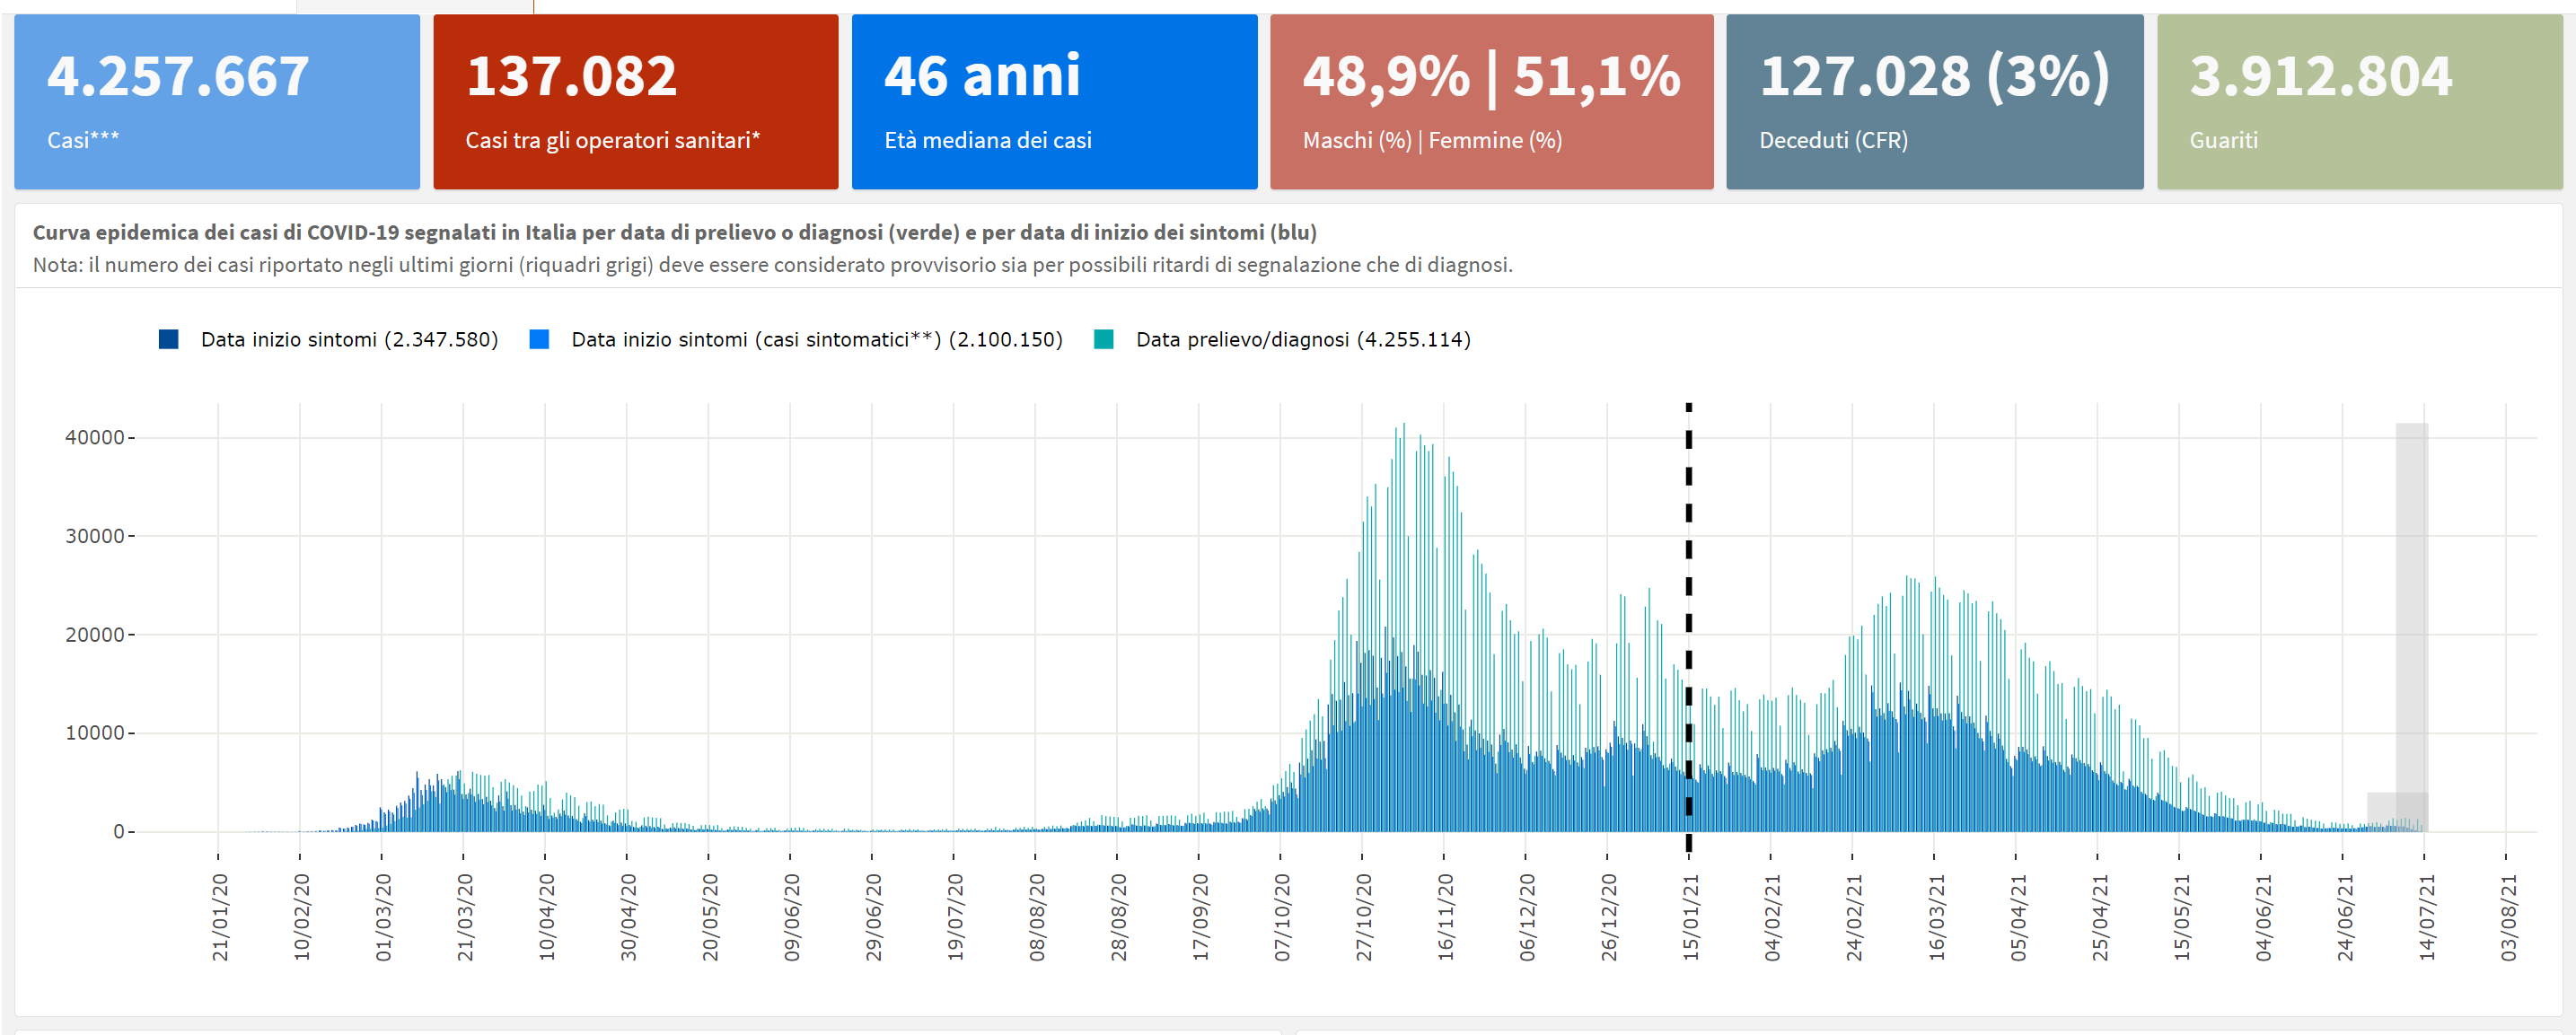 4.257.667
Casi***
137.082
Casi tra gli operatori sanitari*
46 anni
Età mediana dei casi
48,9% | 51,1%
Maschi (%) | Femmine (%)
127.028 (3%)
Deceduti (CFR)
3.912.804
Guariti
Curva epidemica dei casi di COVID-19 segnalati in Italia per data di prelievo o diagnosi (verde) e per data di inizio dei sintomi (blu)
Nota: il numero dei casi riportato negli ultimi giorni (riquadri grigi) deve essere considerato provvisorio sia per possibili ritardi di segnalazione che di diagnosi.
Data inizio sintomi (2.347.580)
Data inizio sintomi (casi sintomatici**) (2.100.150)
Data prelievo/diagnosi (4.255.114)
40000
30000
20000
10000
0
21/01/20
10/02/20
01/03/20
21/03/20
10/04/20
30/04/20
20/05/20
09/06/20
29/06/20
19/07/20
08/08/20
28/08/20
17/09/20
07/10/20
27/10/20
16/11/20
06/12/20
26/12/20
15/01/21
04/02/21
24/02/21
16/03/21
05/04/21
25/04/21
15/05/21
04/06/21
24/06/21
14/07/21
03/08/21